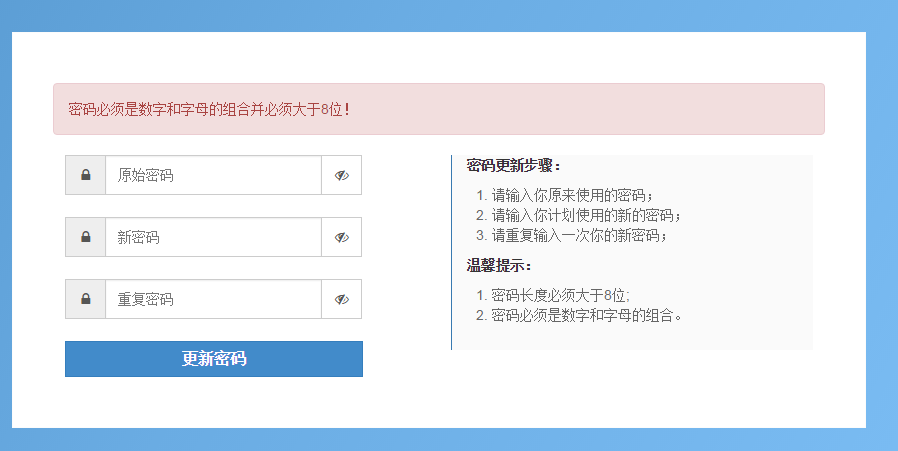 密码必须是数字和字母的组合并必须大于8位!
原始密码
新密码
重复密码
更新密码
密码更新步骤：
1. 请输入你原来使用的密码；
2. 请输入你计划使用的新的密码；
3. 请重复输入一次你的新密码；
温馨提示：
1. 密码长度必须大于8位;
2. 密码必须是数字和字母的组合。